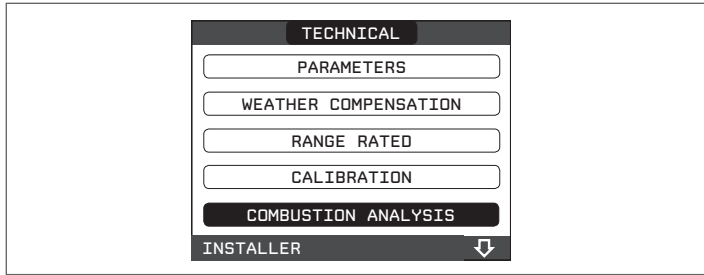 TECHNICAL
PARAMETERS
WEATHER COMPENSATION
RANGE RATED
CALIBRATION
COMBUSTION ANALYSIS
INSTALLER